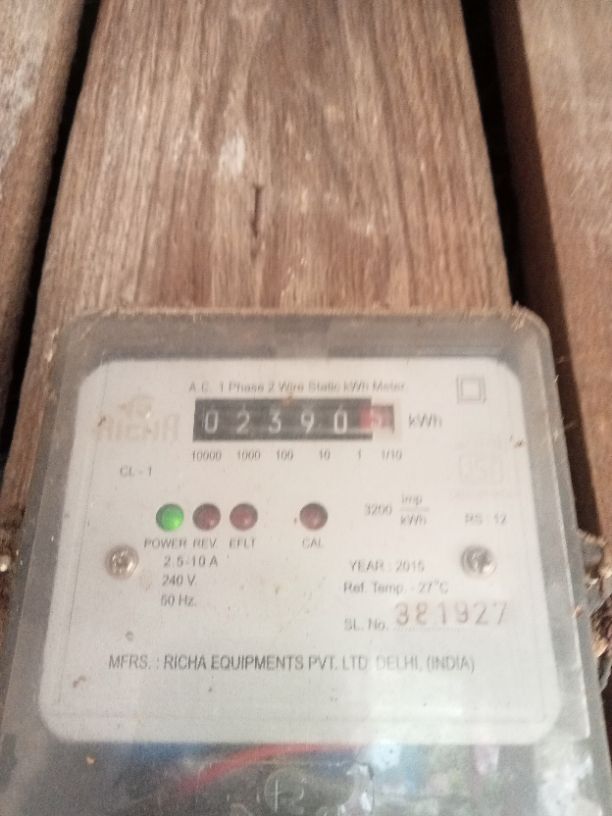 A.C. 1 Phase 2 Wire Static kWh Meter
RICHA
02390 kWh
10000 1000 100 10 1 1/10
CL - 1
3200 imp/kWh
RS : 12
POWER REV. EFLT CAL
2.5-10 A
240 V.
50 Hz.
YEAR : 2015
Ref. Temp. - 27°C
SL. No. 381927
MFRS. : RICHA EQUIPMENTS PVT. LTD. DELHI, (INDIA)